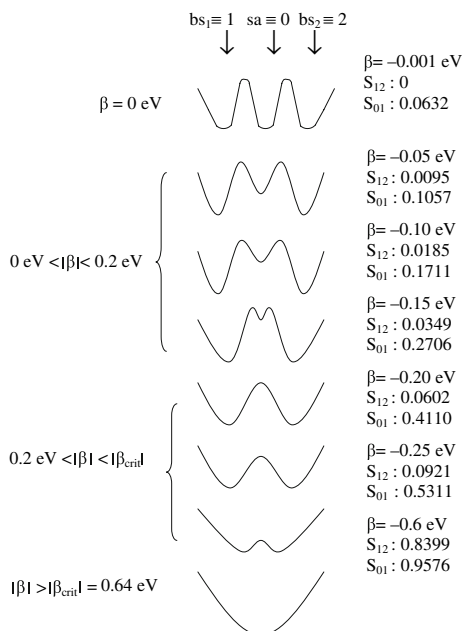 bs₁≡ 1 sa ≡ 0 bs₂≡ 2
β = 0 eV
β = –0.001 eV
S₁₂ : 0
S₀₁ : 0.0632
0 eV <|β|< 0.2 eV
β= –0.05 eV
S₁₂ : 0.0095
S₀₁ : 0.1057
β= –0.10 eV
S₁₂ : 0.0185
S₀₁ : 0.1711
β= –0.15 eV
S₁₂ : 0.0349
S₀₁ : 0.2706
0.2 eV <|β| <|βcrit|
β= –0.20 eV
S₁₂ : 0.0602
S₀₁ : 0.4110
β= –0.25 eV
S₁₂ : 0.0921
S₀₁ : 0.5311
β= –0.6 eV
S₁₂ : 0.8399
S₀₁ : 0.9576
|β| >|βcrit| = 0.64 eV